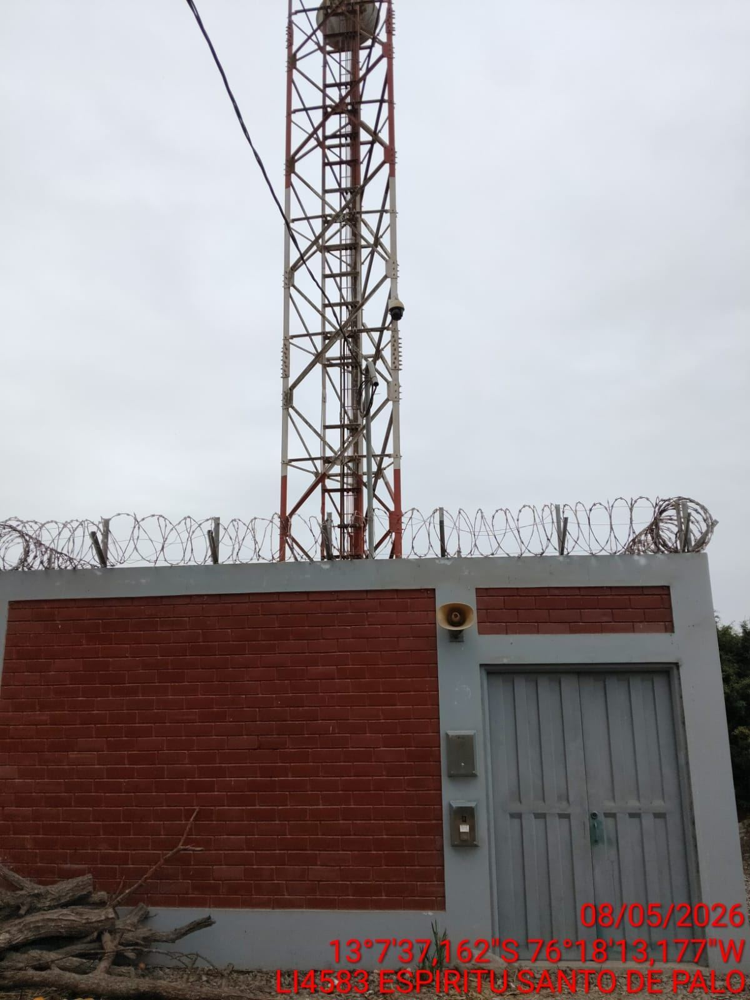 08/05/2026
13°7'37,162"S 76°18'13,177"W
LI4583 ESPIRITU SANTO DE PALO